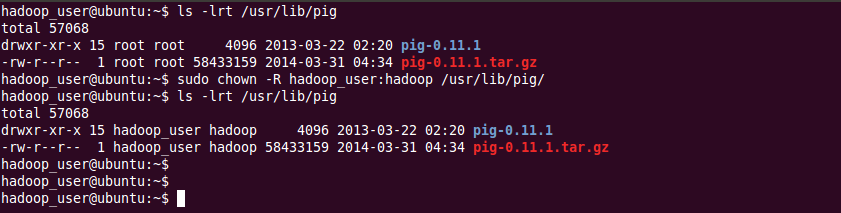 hadoop_user@ubuntu:~$ ls -lrt /usr/lib/pig
total 57068
drwxr-xr-x 15 root root     4096 2013-03-22 02:20 pig-0.11.1
-rw-r--r--  1 root root 58433159 2014-03-31 04:34 pig-0.11.1.tar.gz
hadoop_user@ubuntu:~$ sudo chown -R hadoop_user:hadoop /usr/lib/pig/
hadoop_user@ubuntu:~$ ls -lrt /usr/lib/pig
total 57068
drwxr-xr-x 15 hadoop_user hadoop     4096 2013-03-22 02:20 pig-0.11.1
-rw-r--r--  1 hadoop_user hadoop 58433159 2014-03-31 04:34 pig-0.11.1.tar.gz
hadoop_user@ubuntu:~$
hadoop_user@ubuntu:~$
hadoop_user@ubuntu:~$